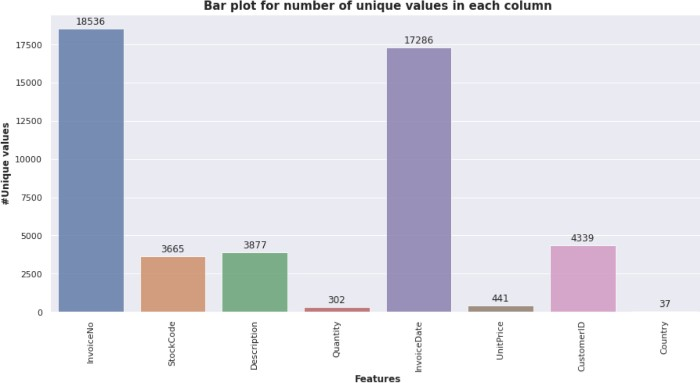 Bar plot for number of unique values in each column
18536
17286
17500
15000
12500
10000
7500
5000
2500
0
#Unique values
3665
3877
302
441
4339
37
InvoiceNo
StockCode
Description
Quantity
InvoiceDate
UnitPrice
CustomerID
Country
Features